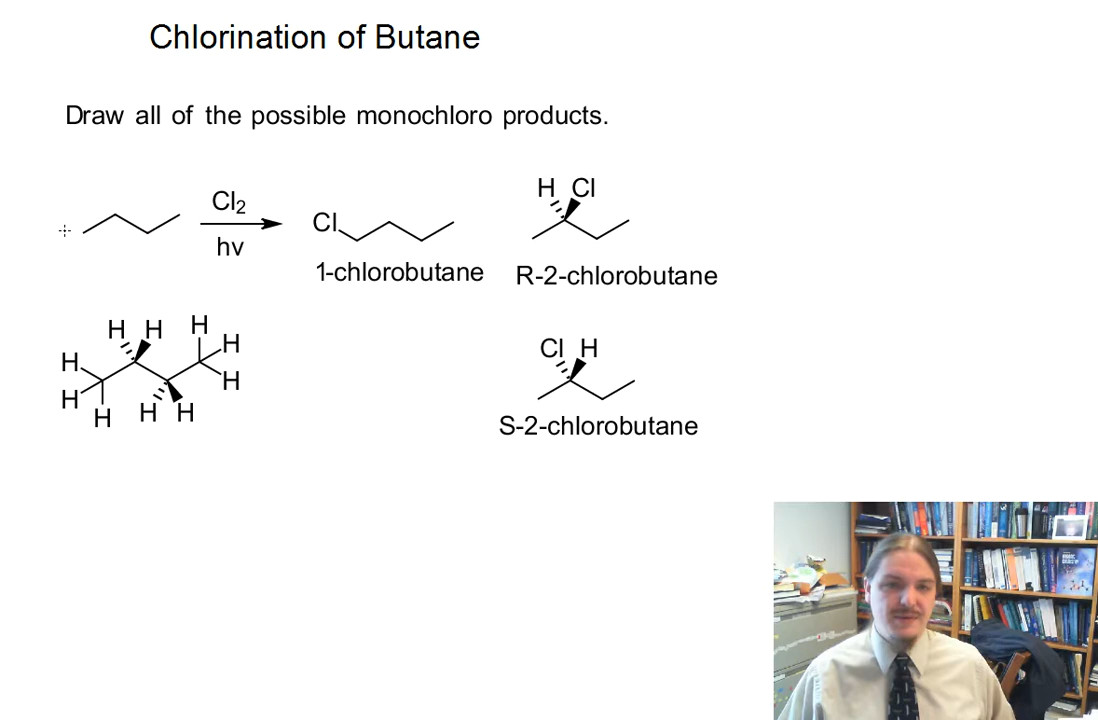 Chlorination of Butane
Draw all of the possible monochloro products.
Cl2
hv
Cl
1-chlorobutane
H Cl
R-2-chlorobutane
H H H
H
H
H
H
H H H
Cl H
S-2-chlorobutane